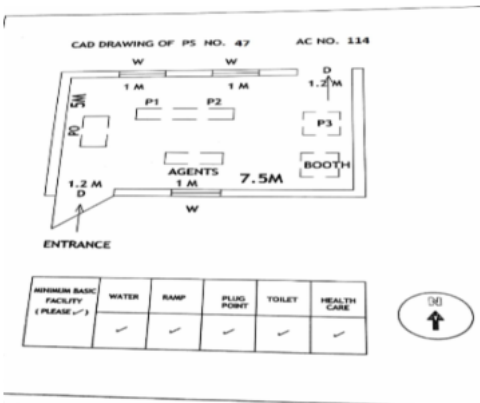 CAD DRAWING OF PS NO. 47 AC NO. 114
W W D
1 M 1 M 1.2 M
5M
P1 P2
PO
P3
AGENTS
BOOTH
1.2 M 1 M 7.5M
D
W
ENTRANCE
MINIMUM BASIC FACILITY (PLEASE ✓) WATER RAMP PLUG POINT TOILET HEALTH CARE
✓ ✓ ✓ ✓ ✓
N